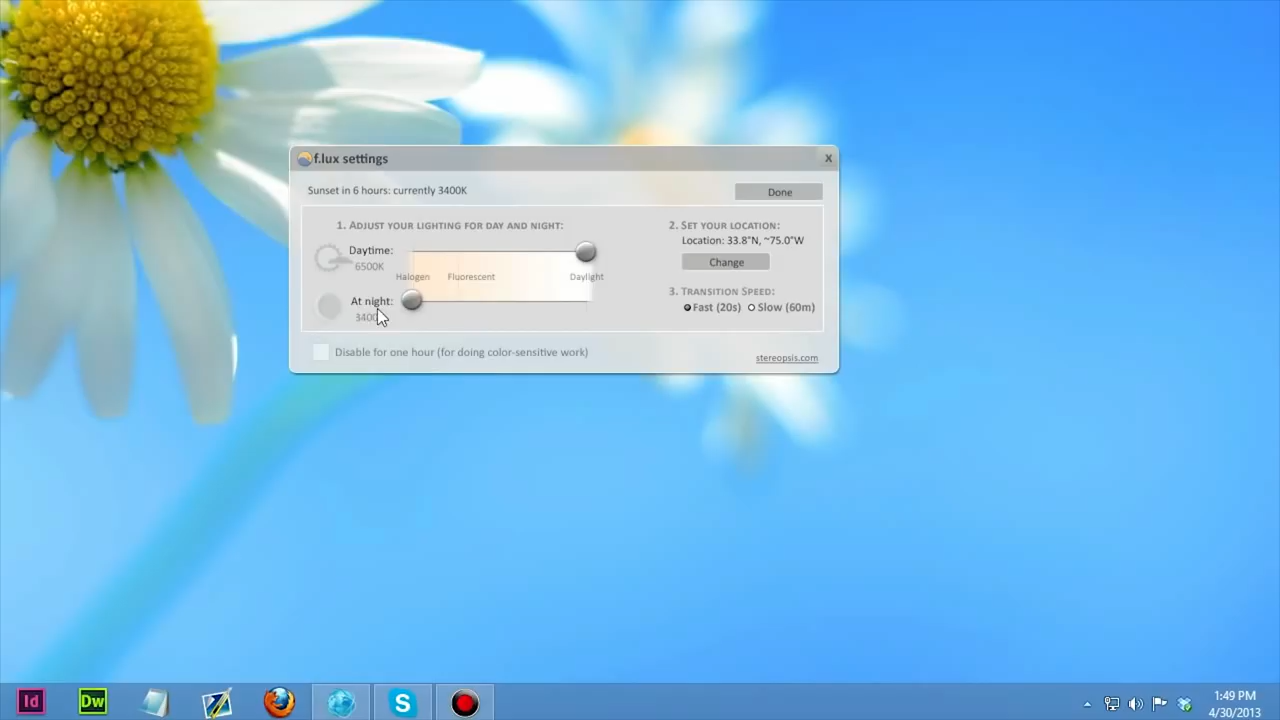 f.lux settings
x
Sunset in 6 hours: currently 3400K
Done
1. ADJUST YOUR LIGHTING FOR DAY AND NIGHT:
Daytime:
6500K
Halogen Fluorescent Daylight
At night:
3400
2. SET YOUR LOCATION:
Location: 33.8°N, ~75.0°W
Change
3. TRANSITION SPEED:
Fast (20s) Slow (60m)
Disable for one hour (for doing color-sensitive work)
stereopsis.com
Id Dw S
1:49 PM
4/30/2013